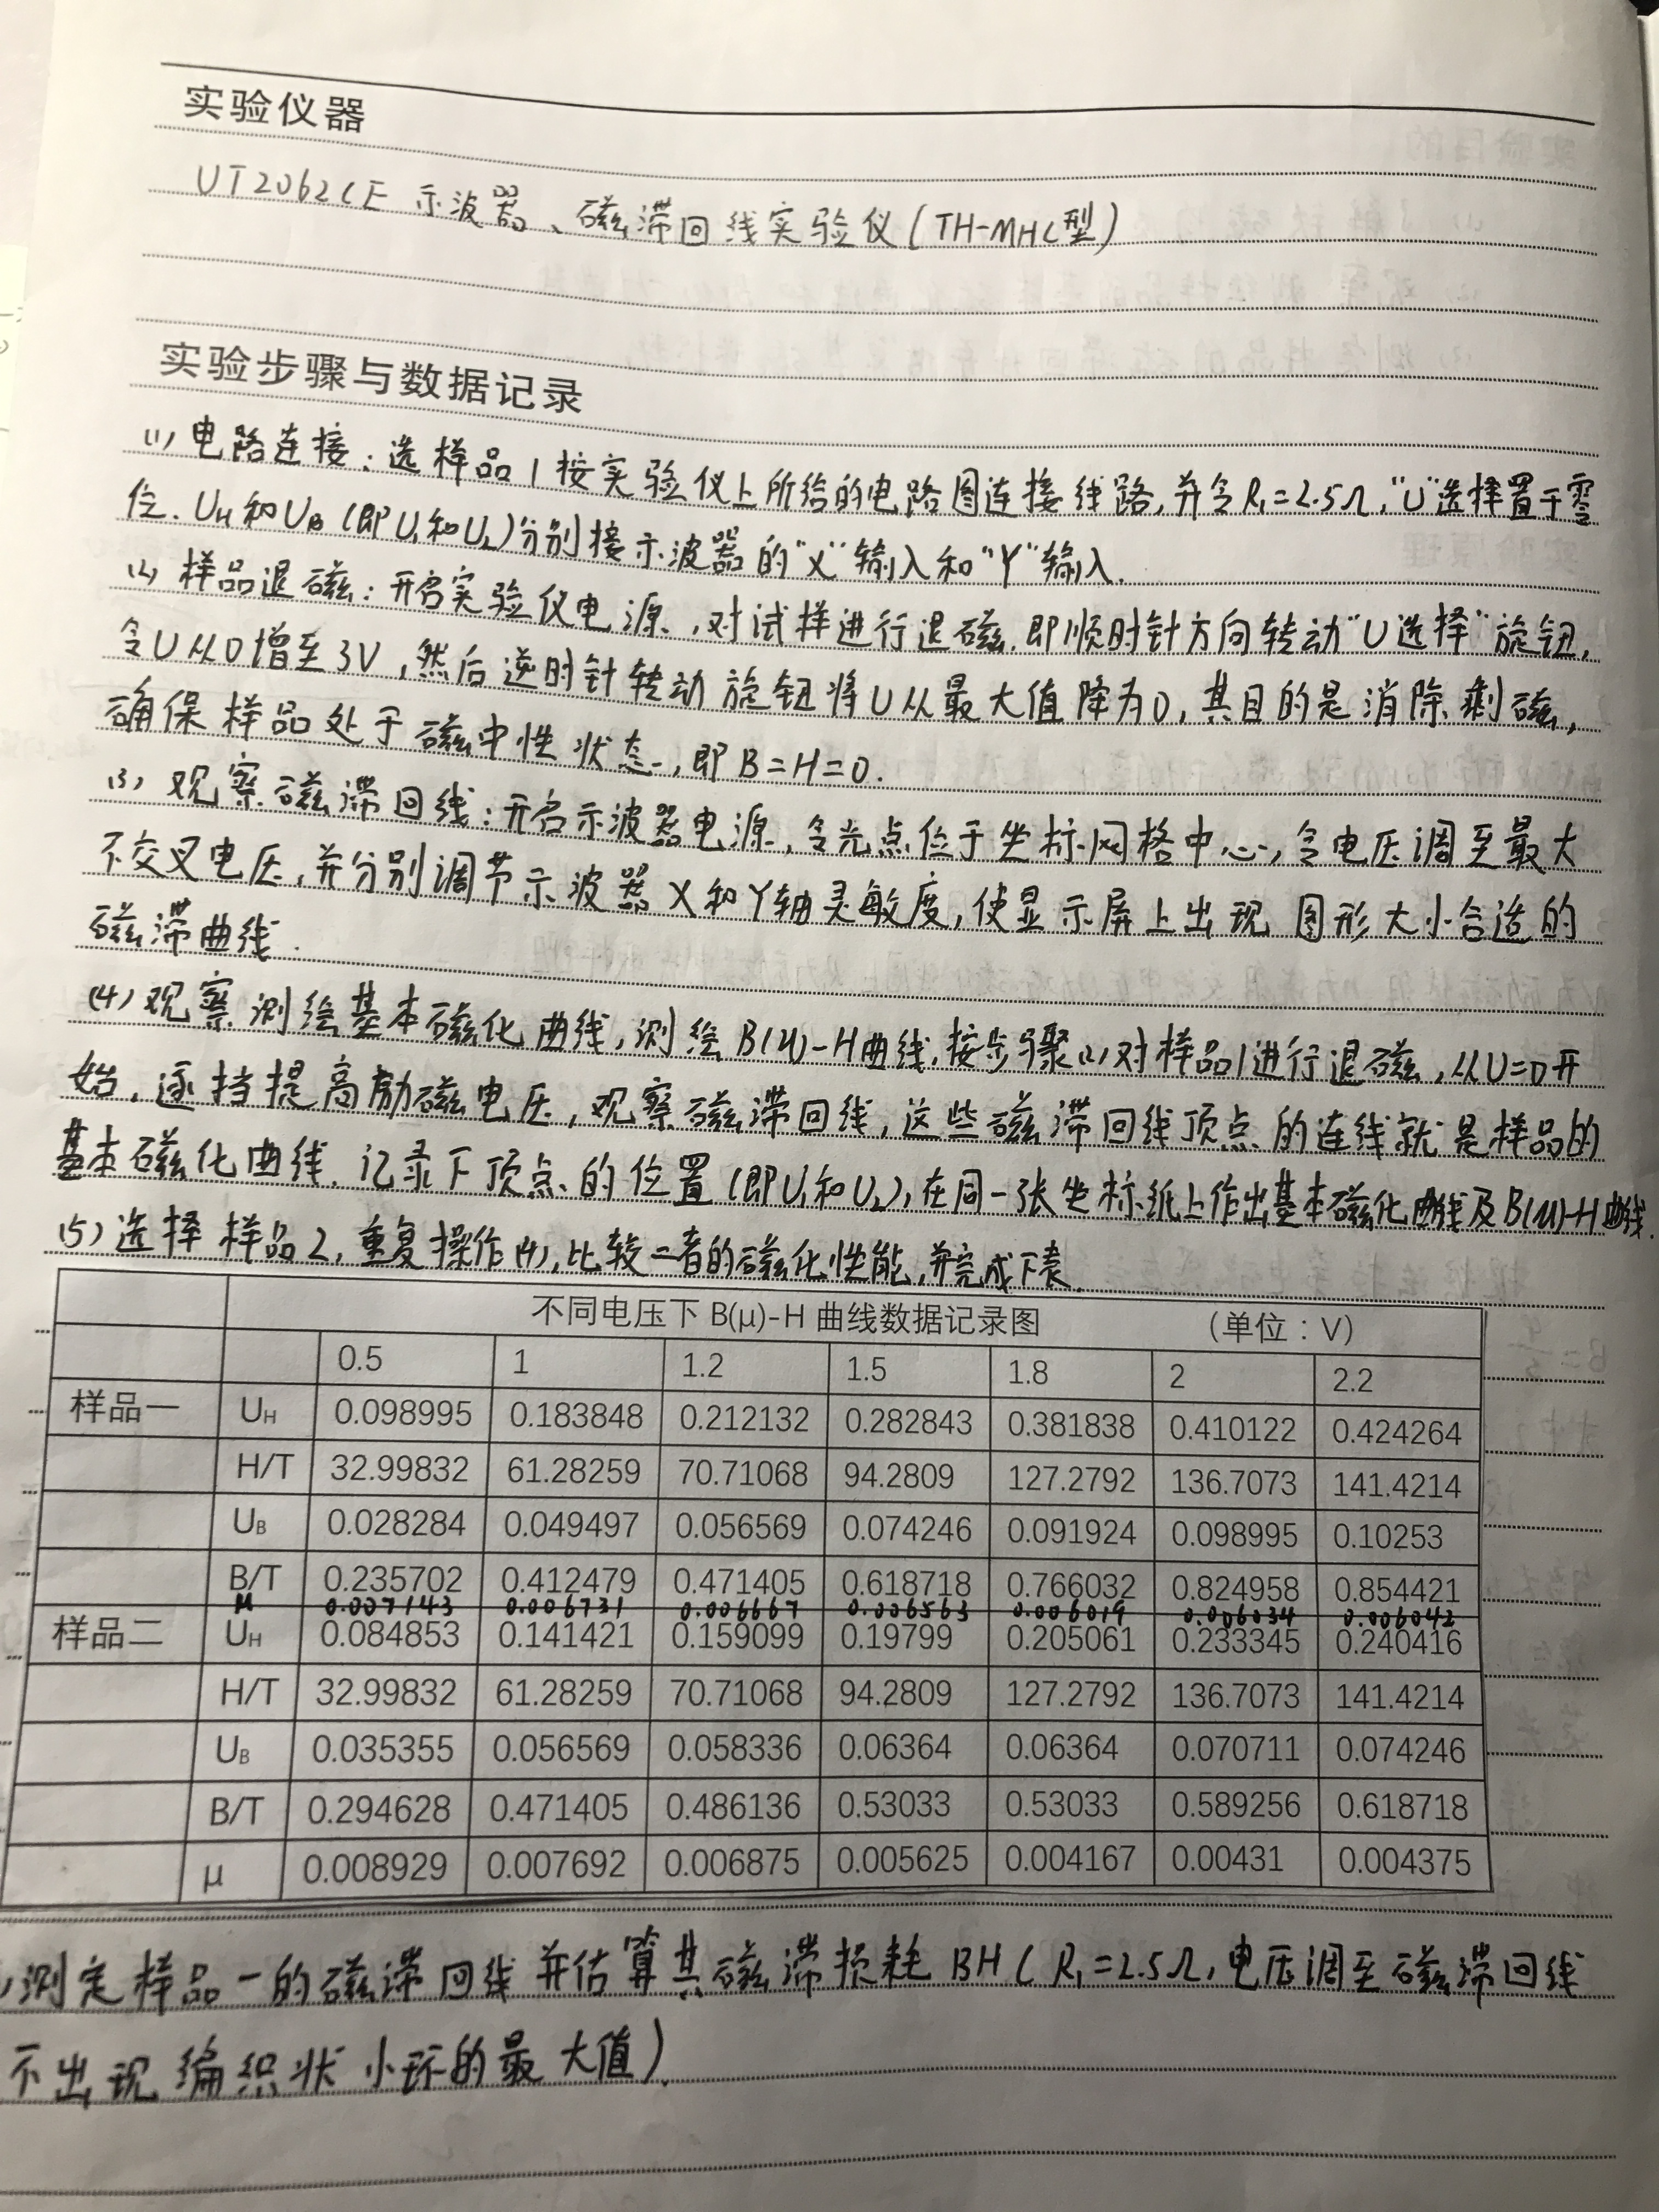 实验仪器
UT2062CE 示波器、磁滞回线实验仪(TH-MHC型)
实验步骤与数据记录
(1) 电路连接:选样品1按实验仪上所给的电路图连接线路,并令R₁=2.5Ω,"U"选择置于零
位.UH和UB(即U₁和U₂)分别接示波器的"X"输入和"Y"输入.
(2) 样品退磁:开启实验仪电源,对试样进行退磁,即顺时针方向转动"U选择"旋钮,
令U从0增至3V,然后逆时针转动旋钮将U从最大值降为0,其目的是消除剩磁,
确保样品处于磁中性状态,即B=H=0.
(3) 观察磁滞回线:开启示波器电源,令光点位于坐标网格中心,令电压调至最大
不交叉电压,并分别调节示波器X和Y轴灵敏度,使显示屏上出现图形大小合适的
磁滞曲线.
(4) 观察测绘基本磁化曲线,测绘B(μ)-H曲线,按步骤(2)对样品1进行退磁,从U=0开
始,逐挡提高励磁电压,观察磁滞回线,这些磁滞回线顶点的连线就是样品的
基本磁化曲线.记录下顶点的位置(即U₁和U₂),在同一张坐标纸上作出基本磁化曲线及B(μ)-H曲线.
(5) 选择样品2,重复操作(4),比较二者的磁化性能,并完成下表.
不同电压下 B(μ)-H 曲线数据记录图 (单位:V)
0.5 1 1.2 1.5 1.8 2 2.2
样品一 UH 0.098995 0.183848 0.212132 0.282843 0.381838 0.410122 0.424264
H/T 32.99832 61.28259 70.71068 94.2809 127.2792 136.7073 141.4214
UB 0.028284 0.049497 0.056569 0.074246 0.091924 0.098995 0.10253
B/T 0.235702 0.412479 0.471405 0.618718 0.766032 0.824958 0.854421
μ 0.007143 0.006731 0.006667 0.006563 0.006019 0.006034 0.006042
样品二 UH 0.084853 0.141421 0.159099 0.19799 0.205061 0.233345 0.240416
H/T 32.99832 61.28259 70.71068 94.2809 127.2792 136.7073 141.4214
UB 0.035355 0.056569 0.058336 0.06364 0.06364 0.070711 0.074246
B/T 0.294628 0.471405 0.486136 0.53033 0.53033 0.589256 0.618718
μ 0.008929 0.007692 0.006875 0.005625 0.004167 0.00431 0.004375
测定样品一的磁滞回线并估算其磁滞损耗BH(R₁=2.5Ω,电压调至磁滞回线
不出现编织状小环的最大值).